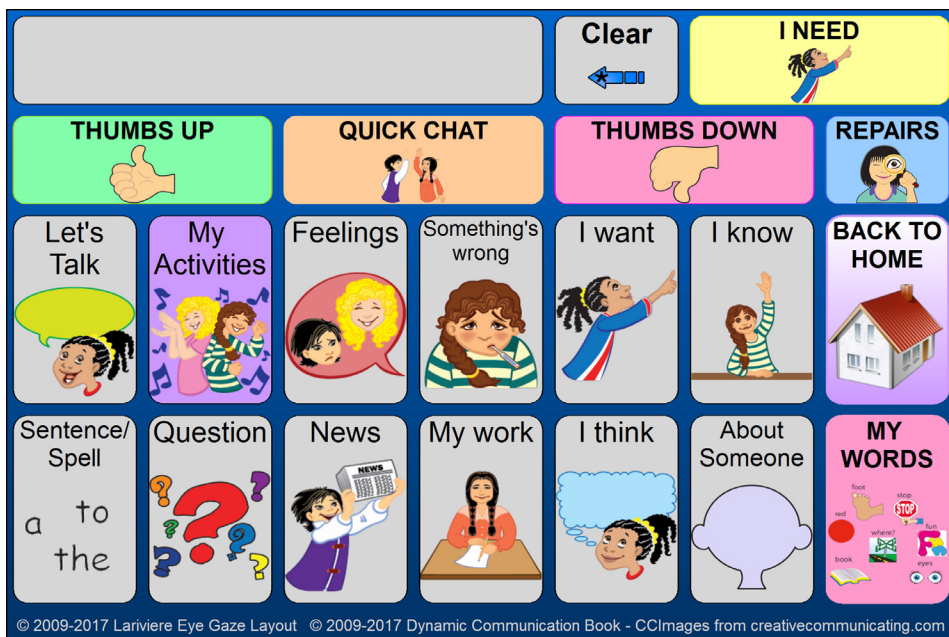 Clear
I NEED
THUMBS UP
QUICK CHAT
THUMBS DOWN
REPAIRS
Let's
Talk
My
Activities
Feelings
Something's
wrong
I want
I know
BACK TO
HOME
Sentence/
Spell
a to
the
Question
News
NEWS
My work
I think
About
Someone
MY
WORDS
foot
stop
red
STOP
fun
where?
book
eyes
© 2009-2017 Lariviere Eye Gaze Layout © 2009-2017 Dynamic Communication Book - CCImages from creativecommunicating.com